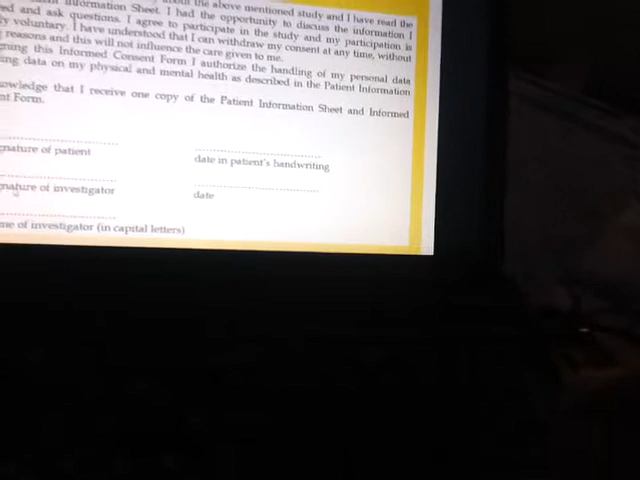 the above mentioned study and I have read the
Information Sheet. I had the opportunity to discuss the information I
and ask questions. I agree to participate in the study and my participation is
voluntary. I have understood that I can withdraw my consent at any time, without
reasons and this will not influence the care given to me.
this Informed Consent Form I authorize the handling of my personal data
data on my physical and mental health as described in the Patient Information
that I receive one copy of the Patient Information Sheet and Informed
Form.
nature of patient
date in patient's handwriting
nature of investigator
date
me of investigator (in capital letters)